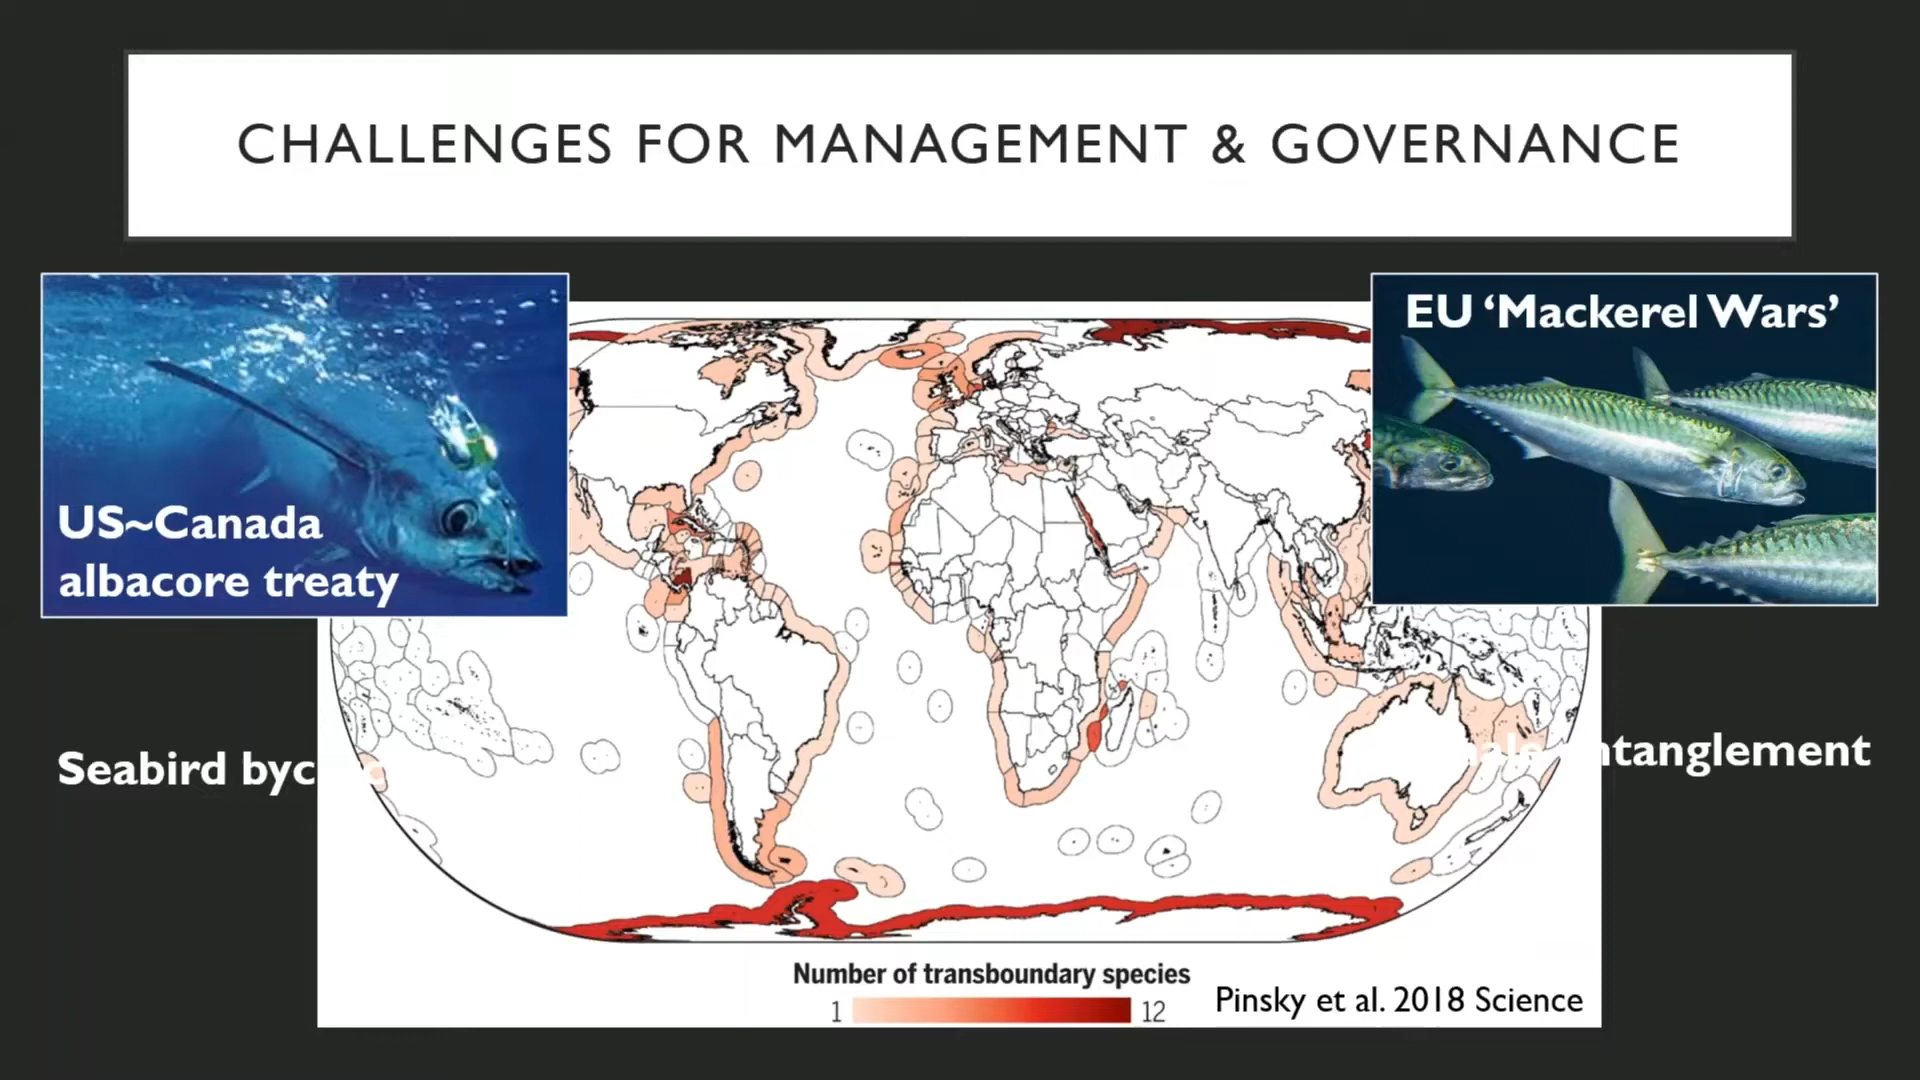 CHALLENGES FOR MANAGEMENT & GOVERNANCE
US~Canada
albacore treaty
EU ‘Mackerel Wars’
Seabird
ntanglement
Number of transboundary species
1 12
Pinsky et al. 2018 Science